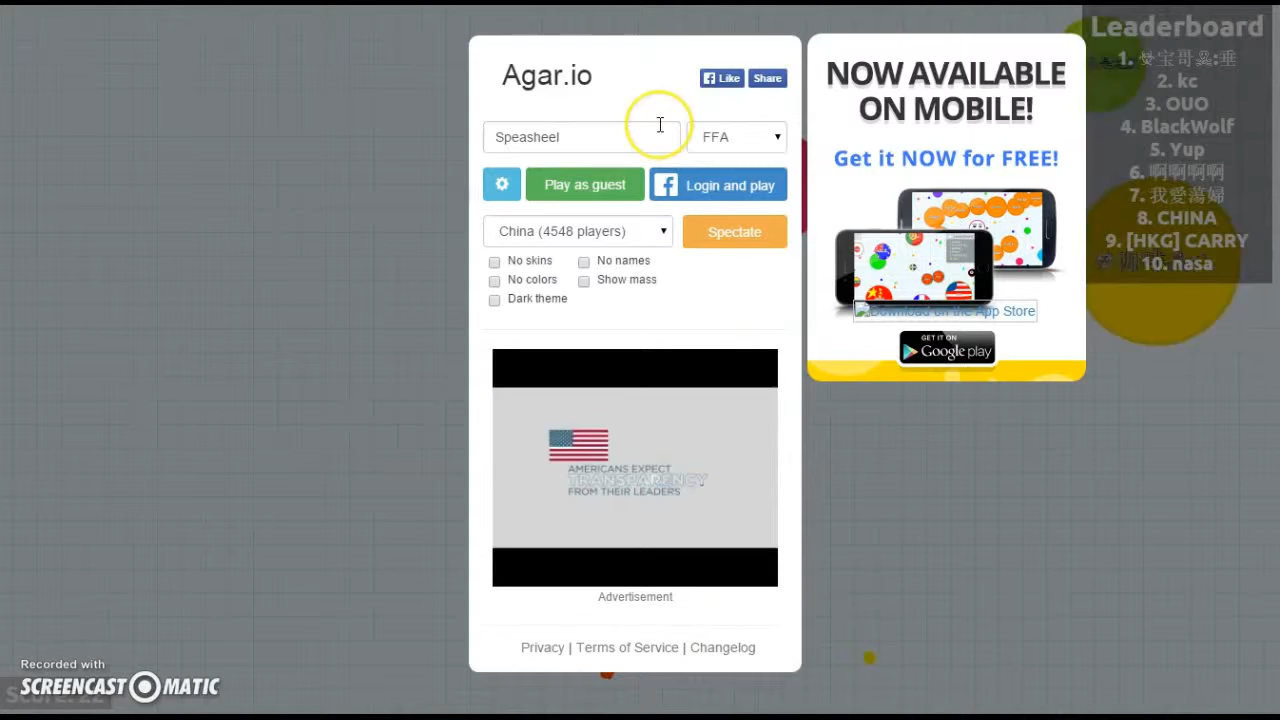 Agar.io
Like
Share
Speasheel
FFA
Play as guest
Login and play
China (4548 players)
Spectate
No skins
No names
No colors
Show mass
Dark theme
AMERICANS EXPECT
TRANSPARENCY
FROM THEIR LEADERS
Advertisement
Privacy | Terms of Service | Changelog
NOW AVAILABLE
ON MOBILE!
Get it NOW for FREE!
Download on the App Store
GET IT ON
Google play
Leaderboard
2. kc
3. OUO
4. BlackWolf
5. Yup
6. 啊啊啊啊
7. 我愛蕩婦
8. CHINA
9. [HKG] CARRY
10. nasa
Recorded with
SCREENCAST MATIC